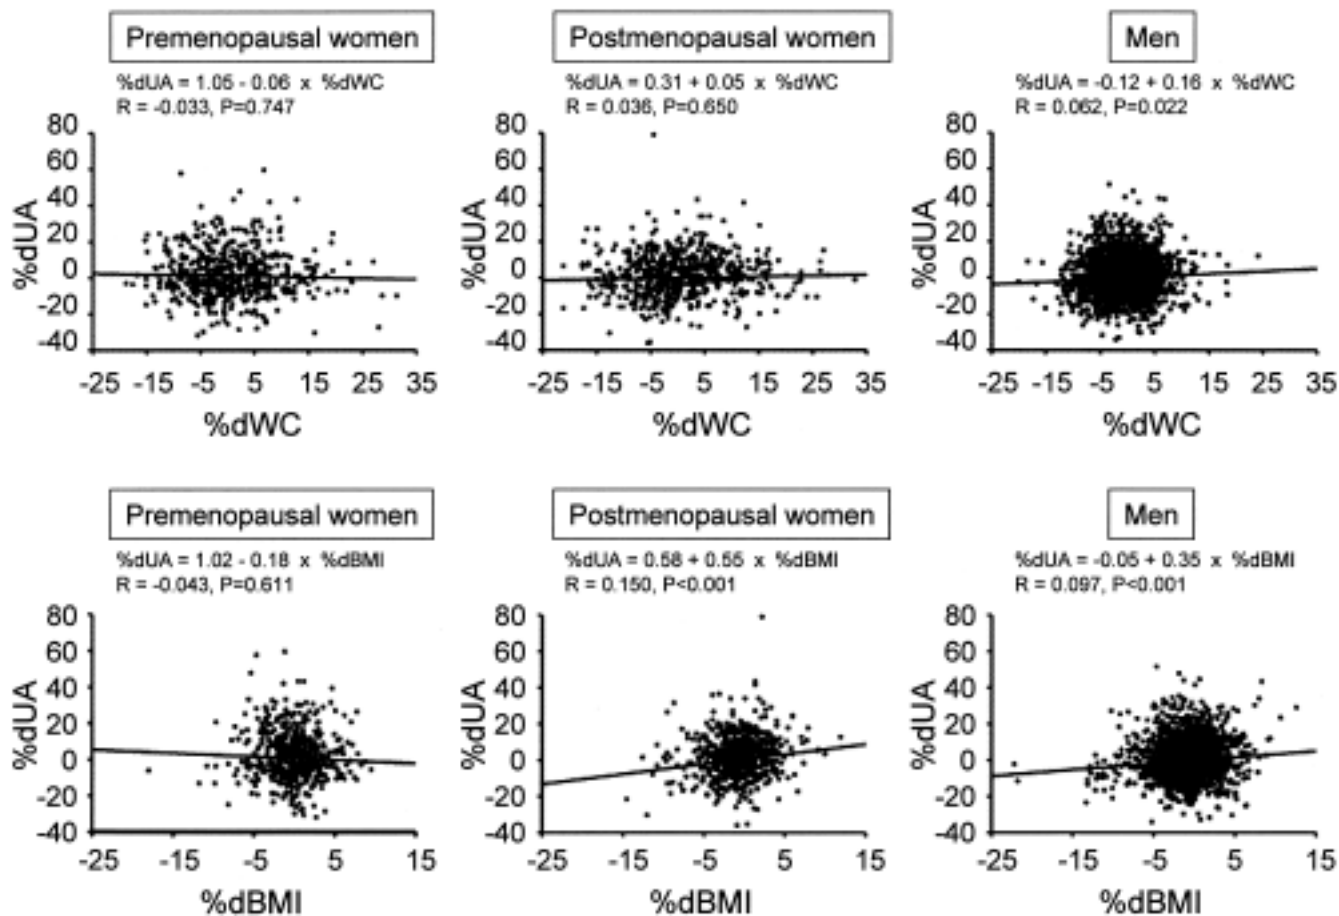 Premenopausal women
%dUA = 1.05 - 0.06 x %dWC
R = -0.033, P=0.747
80
60
40
20
0
-20
-40
%dUA
-25 -15 -5 5 15 25 35
%dWC
Postmenopausal women
%dUA = 0.31 + 0.05 x %dWC
R = 0.036, P=0.650
80
60
40
20
0
-20
-40
%dUA
-25 -15 -5 5 15 25 35
%dWC
Men
%dUA = -0.12 + 0.16 x %dWC
R = 0.062, P=0.022
80
60
40
20
0
-20
-40
%dUA
-25 -15 -5 5 15 25 35
%dWC
Premenopausal women
%dUA = 1.02 - 0.18 x %dBMI
R = -0.043, P=0.611
80
60
40
20
0
-20
-40
%dUA
-25 -15 -5 5 15
%dBMI
Postmenopausal women
%dUA = 0.58 + 0.55 x %dBMI
R = 0.150, P<0.001
80
60
40
20
0
-20
-40
%dUA
-25 -15 -5 5 15
%dBMI
Men
%dUA = -0.05 + 0.35 x %dBMI
R = 0.097, P<0.001
80
60
40
20
0
-20
-40
%dUA
-25 -15 -5 5 15
%dBMI